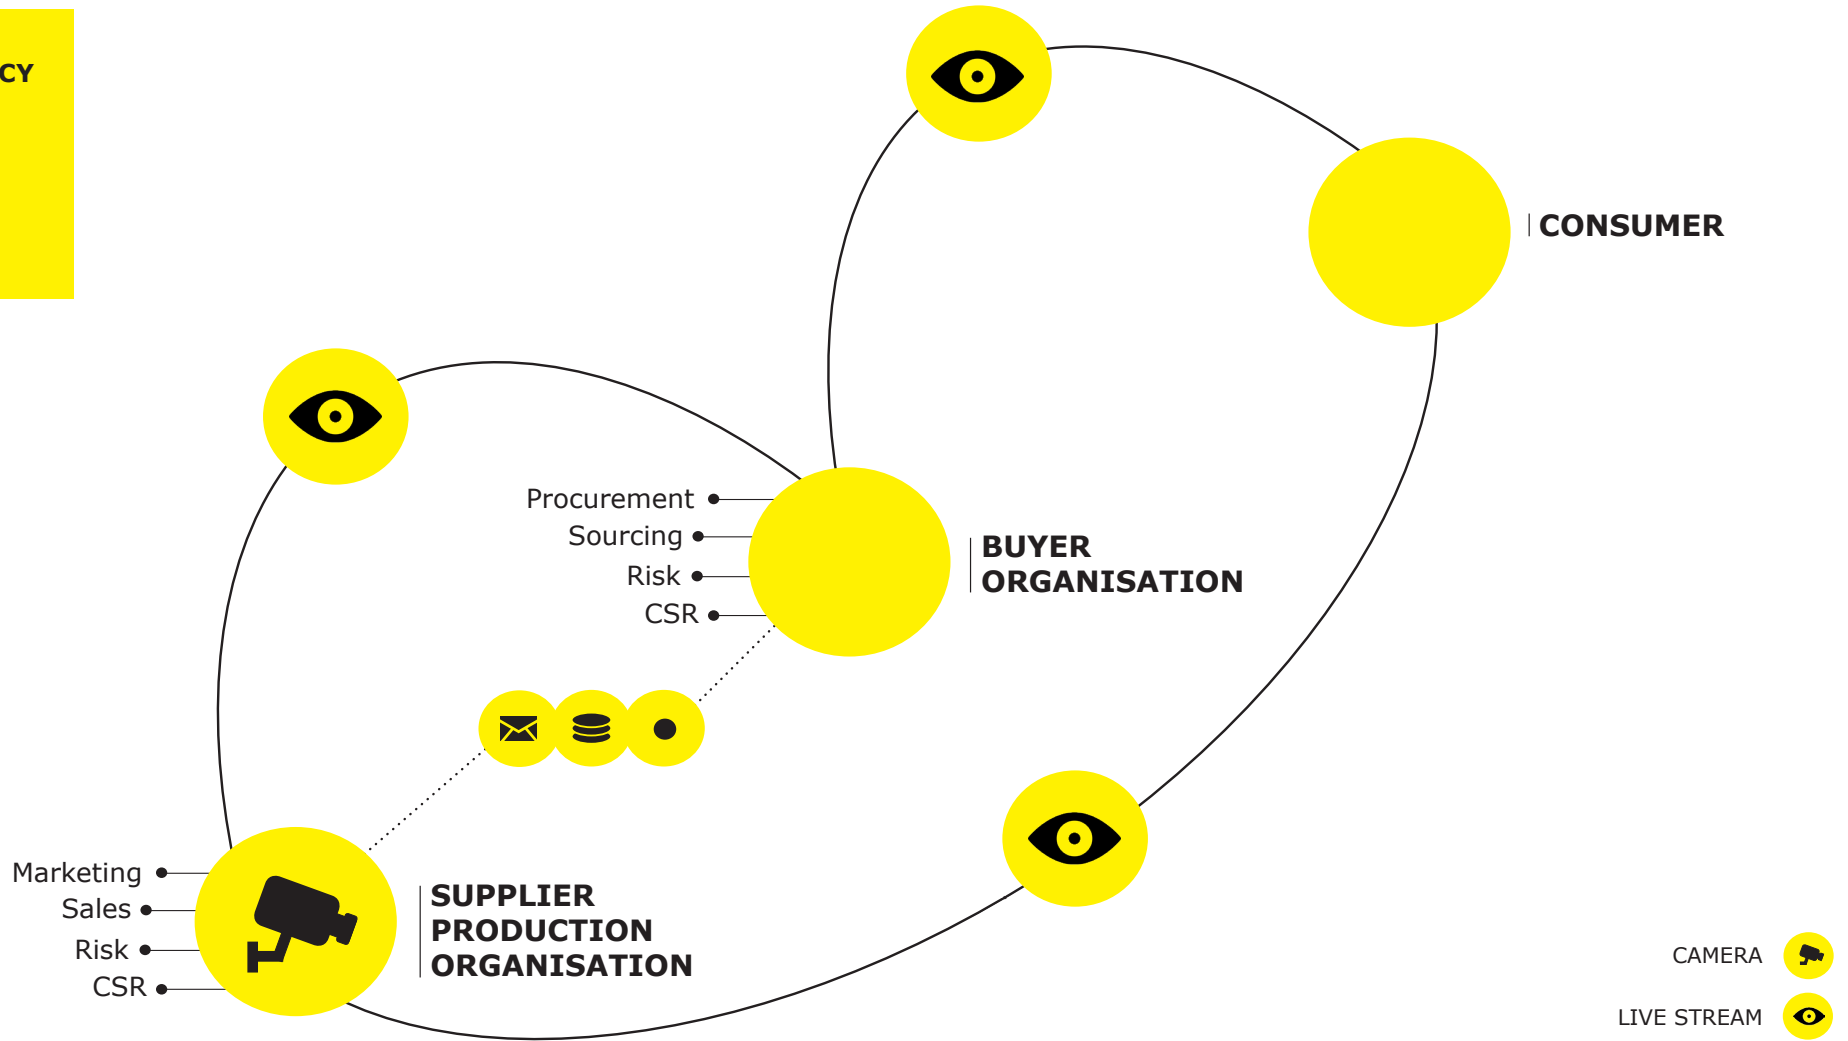 CY
CONSUMER
Procurement
Sourcing
Risk
CSR
BUYER
ORGANISATION
Marketing
Sales
Risk
CSR
SUPPLIER
PRODUCTION
ORGANISATION
CAMERA
LIVE STREAM